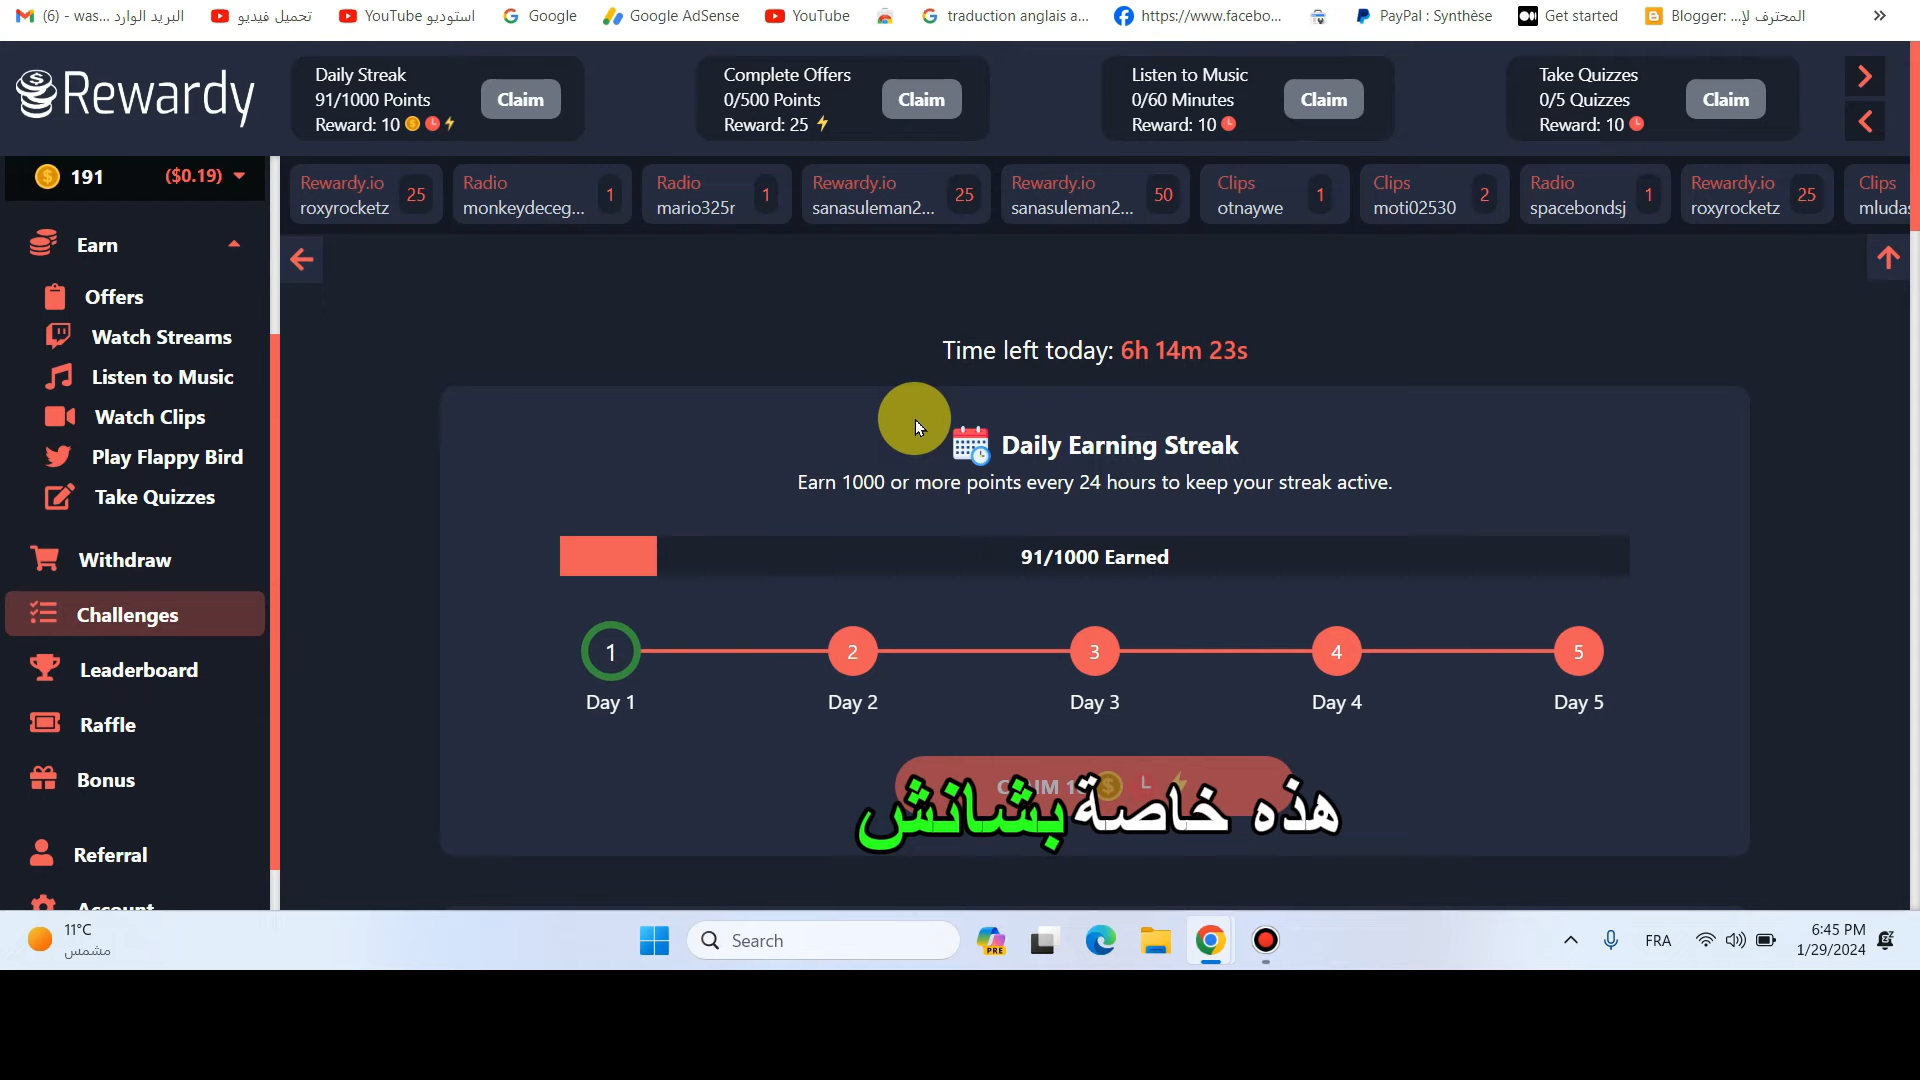 (6) - was... البريد الوارد
تحميل فيديو
استوديو YouTube
Google
Google AdSense
YouTube
traduction anglais a...
https://www.facebo...
PayPal : Synthèse
Get started
Blogger: ...المحترف لإ
»
Rewardy
Daily Streak
91/1000 Points
Reward: 10
Claim
Complete Offers
0/500 Points
Reward: 25
Claim
Listen to Music
0/60 Minutes
Reward: 10
Claim
Take Quizzes
0/5 Quizzes
Reward: 10
Claim
191 ($0.19)
Rewardy.io
roxyrocketz
25
Radio
monkeydeceg...
1
Radio
mario325r
1
Rewardy.io
sanasuleman2...
25
Rewardy.io
sanasuleman2...
50
Clips
otnaywe
1
Clips
moti02530
2
Radio
spacebondsj
1
Rewardy.io
roxyrocketz
25
Clips
mludas
Earn
Offers
Watch Streams
Listen to Music
Watch Clips
Play Flappy Bird
Take Quizzes
Withdraw
Challenges
Leaderboard
Raffle
Bonus
Referral
Account
Time left today: 6h 14m 23s
Daily Earning Streak
Earn 1000 or more points every 24 hours to keep your streak active.
91/1000 Earned
1 2 3 4 5
Day 1 Day 2 Day 3 Day 4 Day 5
هذه خاصة بشانش
11°C
مشمس
Search
PRE
FRA
6:45 PM
1/29/2024